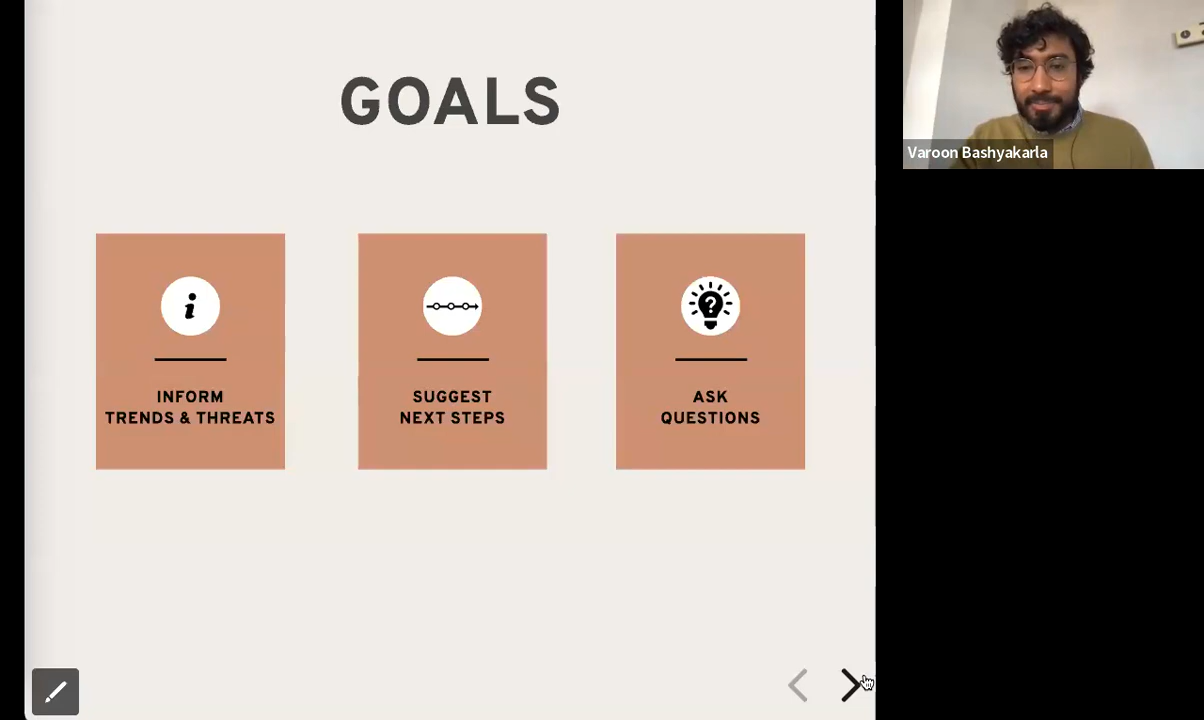 GOALS
INFORM
TRENDS & THREATS
SUGGEST
NEXT STEPS
ASK
QUESTIONS
Varoon Bashyakarla